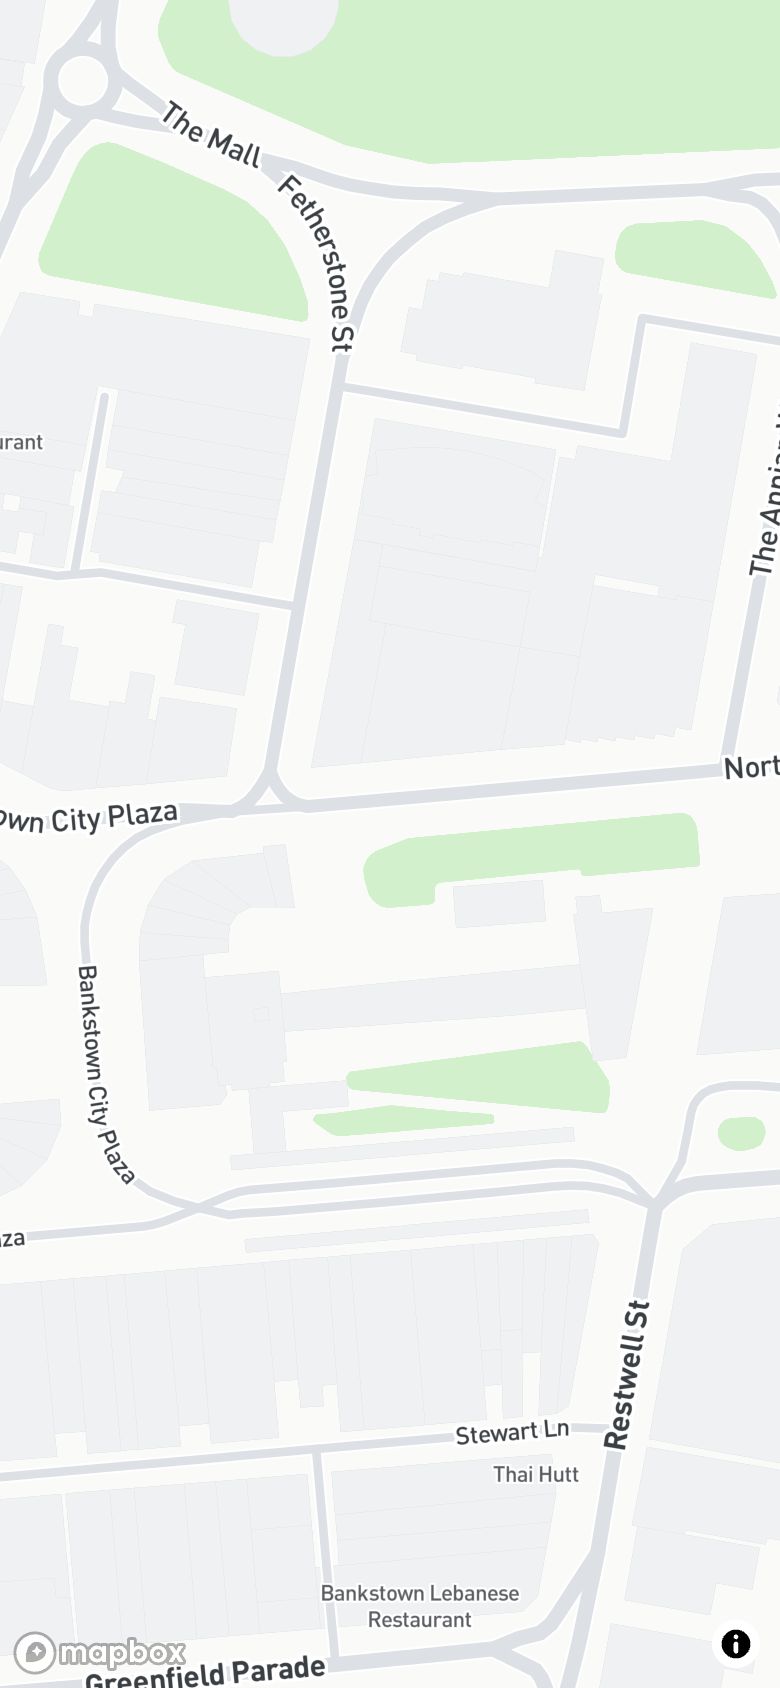 The Mall
Fetherstone St
urant
The Appian W
own City Plaza
Nort
Bankstown City Plaza
aza
Restwell St
Stewart Ln
Thai Hutt
Bankstown Lebanese
Restaurant
mapbox
Greenfield Parade